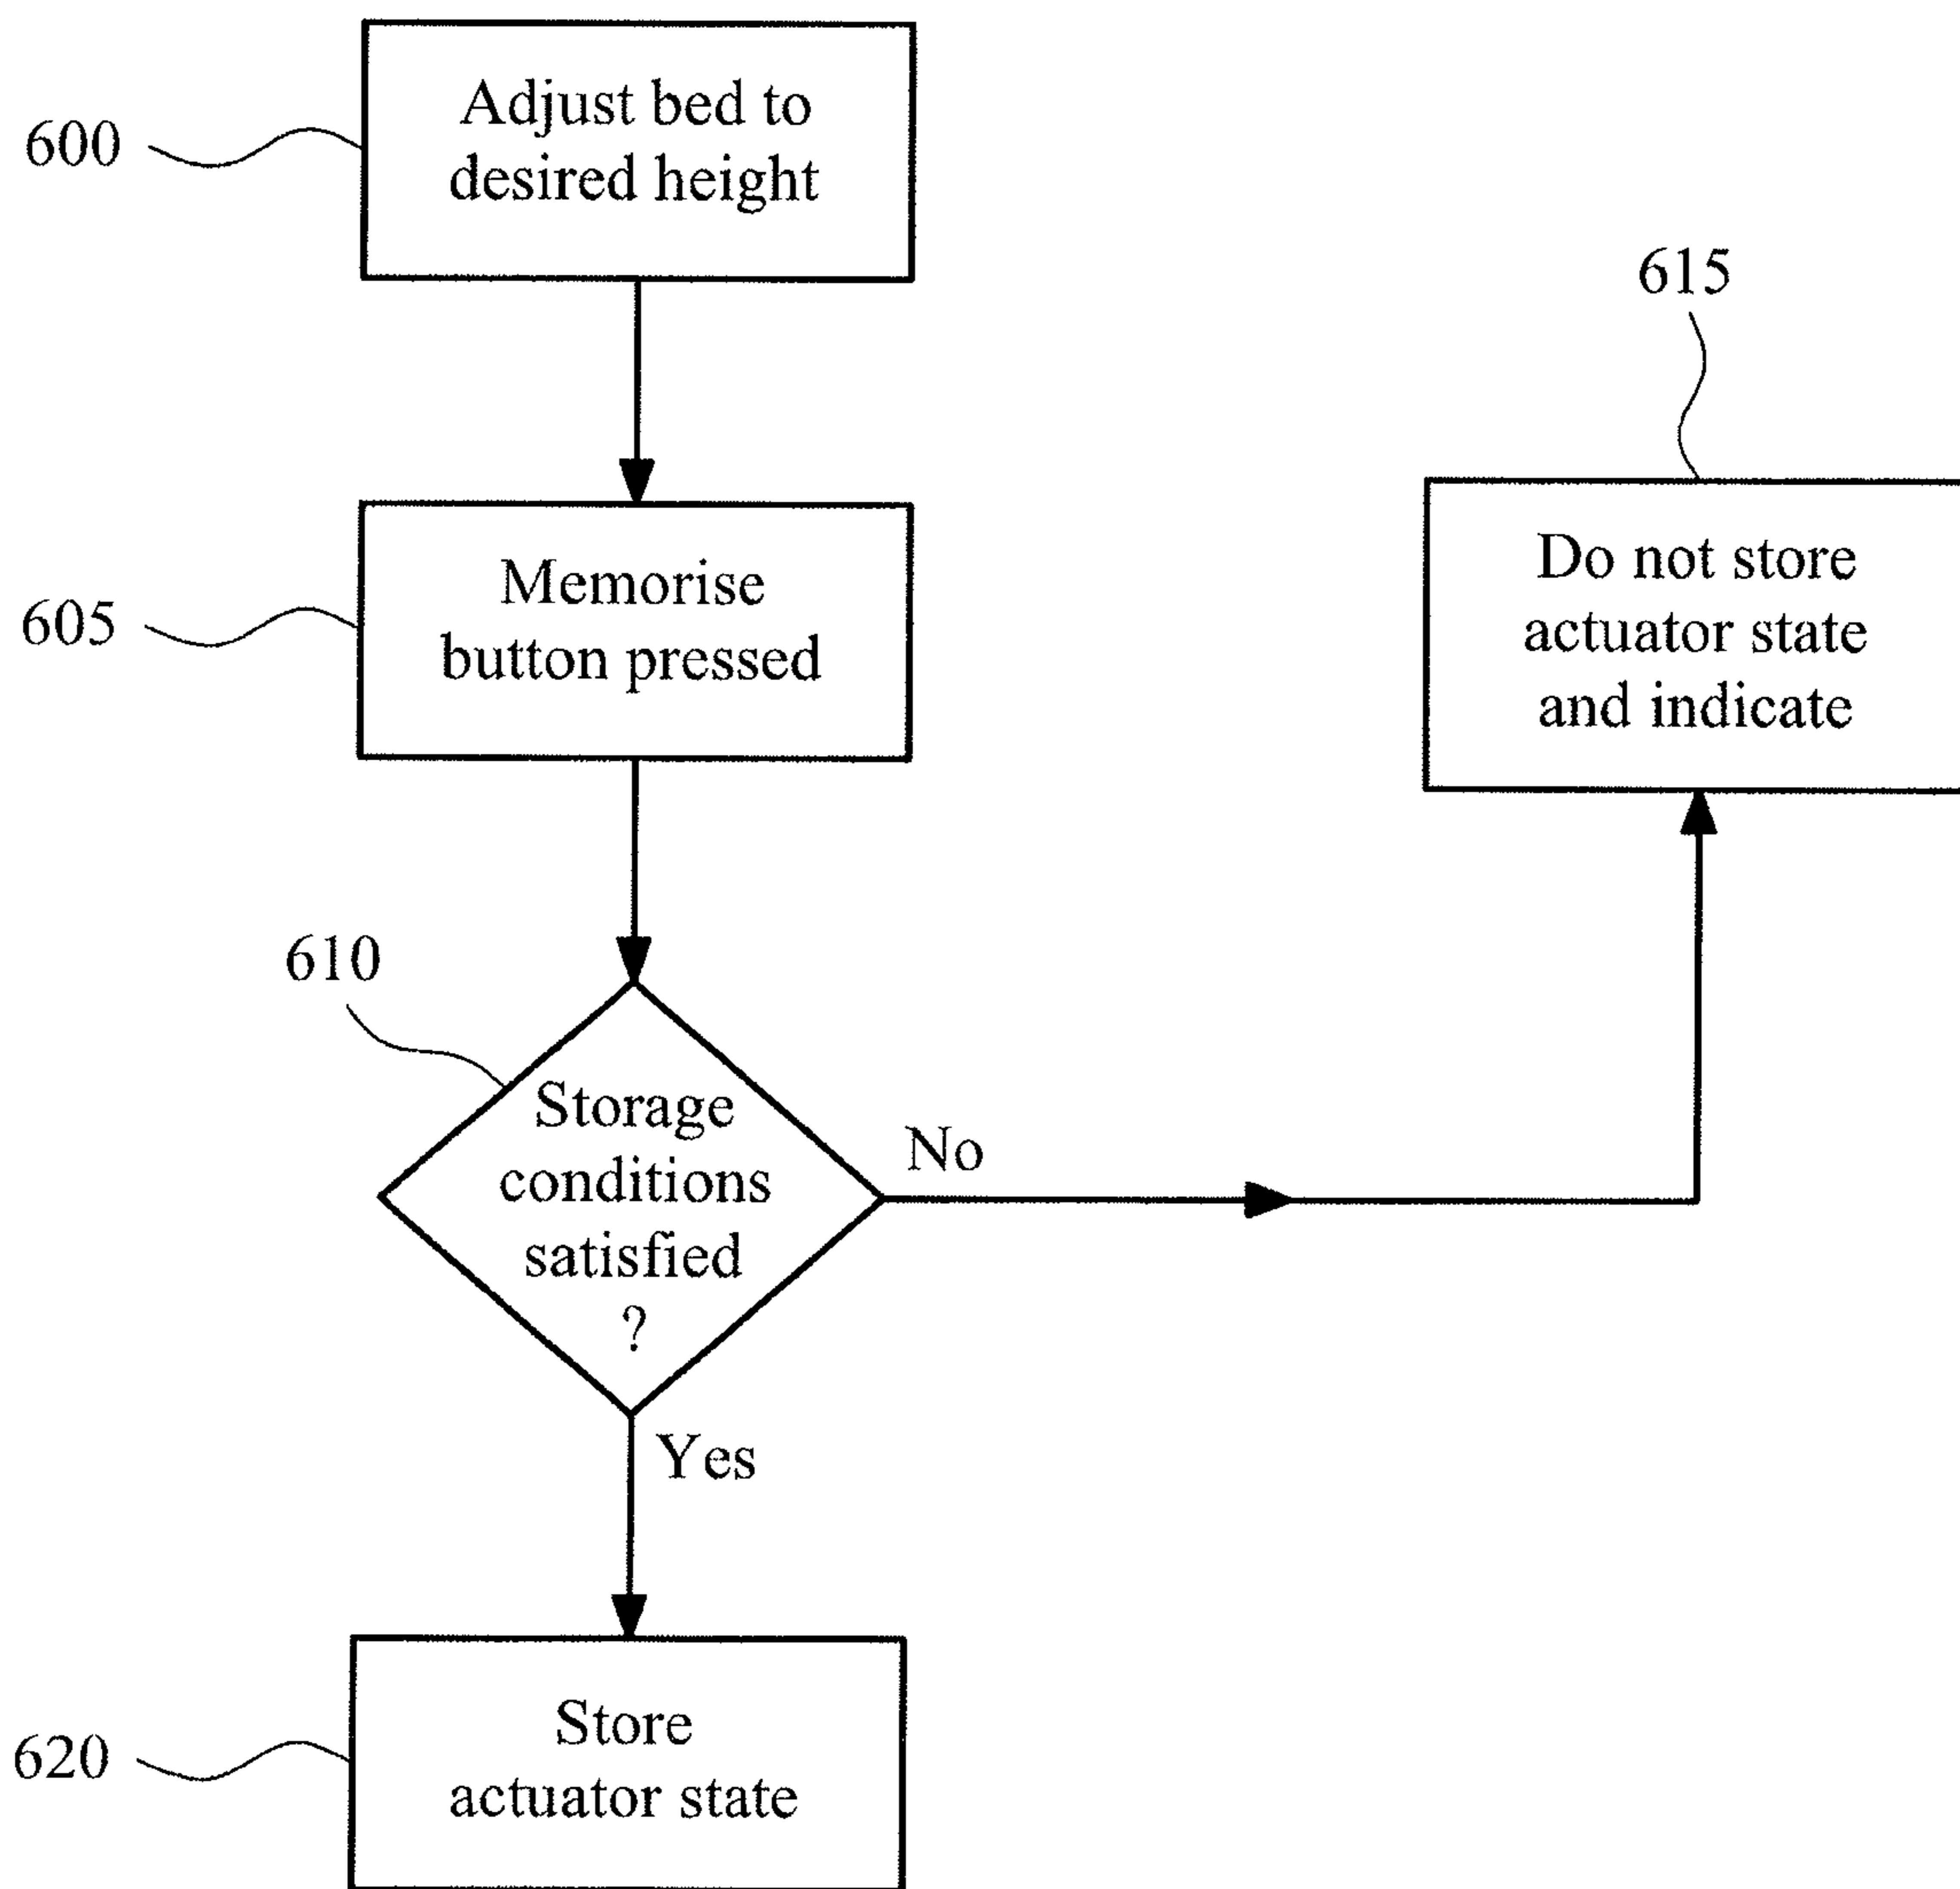 600
Adjust bed to
desired height
605
Memorise
button pressed
610
Storage
conditions
satisfied
?
No
Yes
615
Do not store
actuator state
and indicate
620
Store
actuator state